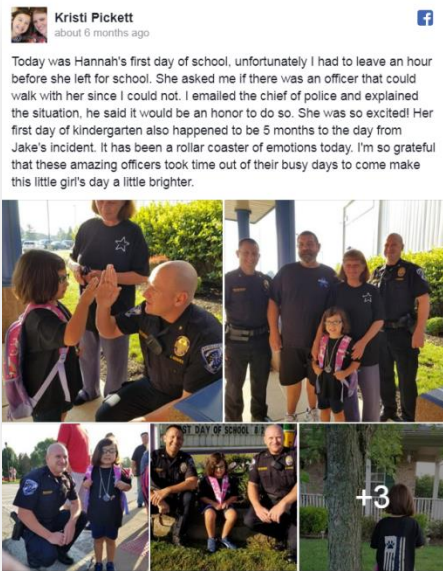 Kristi Pickett
about 6 months ago
Today was Hannah's first day of school, unfortunately I had to leave an hour
before she left for school. She asked me if there was an officer that could
walk with her since I could not. I emailed the chief of police and explained
the situation, he said it would be an honor to do so. She was so excited! Her
first day of kindergarten also happened to be 5 months to the day from
Jake's incident. It has been a rollar coaster of emotions today. I'm so grateful
that these amazing officers took time out of their busy days to come make
this little girl's day a little brighter.
DAY OF SCHOOL
+3